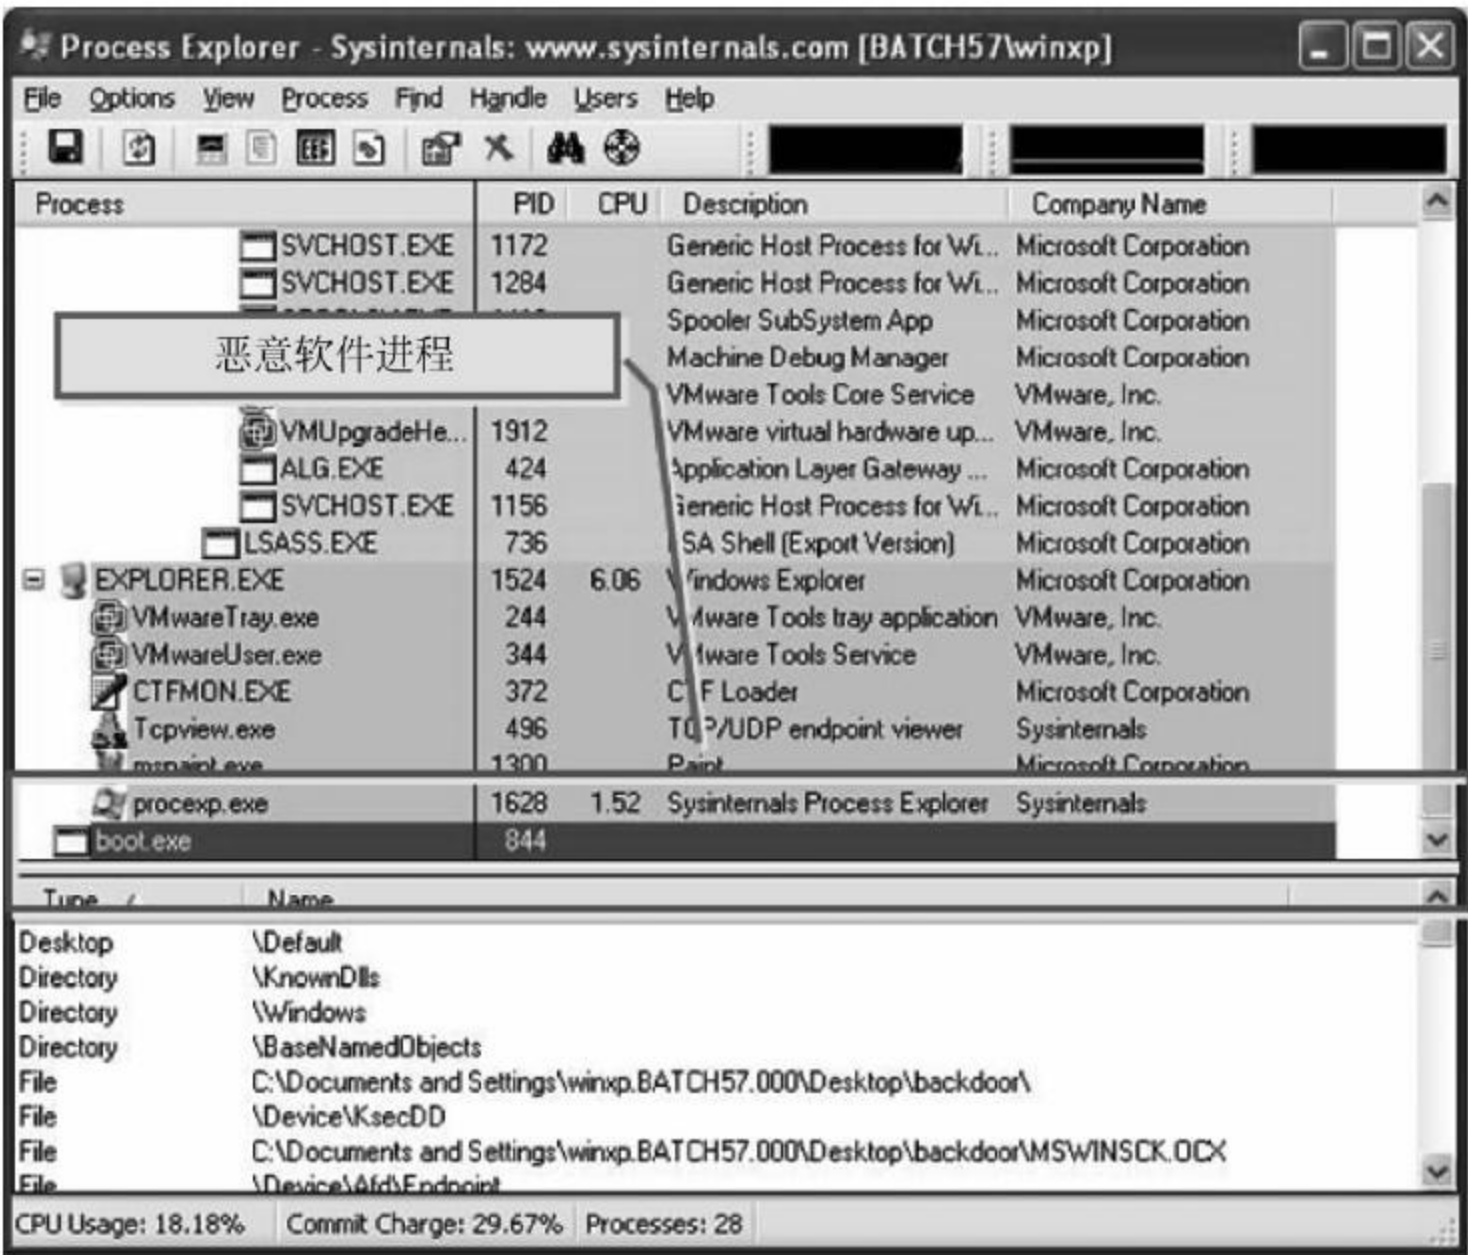 Process Explorer - Sysinternals: www.sysinternals.com [BATCH57\winxp]
File Options View Process Find Handle Users Help
Process PID CPU Description Company Name
SVCHOST.EXE 1172 Generic Host Process for Wi... Microsoft Corporation
SVCHOST.EXE 1284 Generic Host Process for Wi... Microsoft Corporation
Spooler SubSystem App Microsoft Corporation
恶意软件进程
Machine Debug Manager Microsoft Corporation
VMware Tools Core Service VMware, Inc.
VMUpgradeHe... 1912 VMware virtual hardware up... VMware, Inc.
ALG.EXE 424 Application Layer Gateway ... Microsoft Corporation
SVCHOST.EXE 1156 Generic Host Process for Wi... Microsoft Corporation
LSASS.EXE 736 LSA Shell (Export Version) Microsoft Corporation
EXPLORER.EXE 1524 6.06 Windows Explorer Microsoft Corporation
VMwareTray.exe 244 VMware Tools tray application VMware, Inc.
VMwareUser.exe 344 VMware Tools Service VMware, Inc.
CTFMON.EXE 372 CTF Loader Microsoft Corporation
Tcpview.exe 496 TCP/UDP endpoint viewer Sysinternals
mspaint.exe 1300 Paint Microsoft Corporation
procexp.exe 1628 1.52 Sysinternals Process Explorer Sysinternals
boot.exe 844
Type Name
Desktop \Default
Directory \KnownDlls
Directory \Windows
Directory \BaseNamedObjects
File C:\Documents and Settings\winxp.BATCH57.000\Desktop\backdoor\
File \Device\KsecDD
File C:\Documents and Settings\winxp.BATCH57.000\Desktop\backdoor\MSWINSCK.OCX
File \Device\Afd\Endpoint
CPU Usage: 18.18% Commit Charge: 29.67% Processes: 28